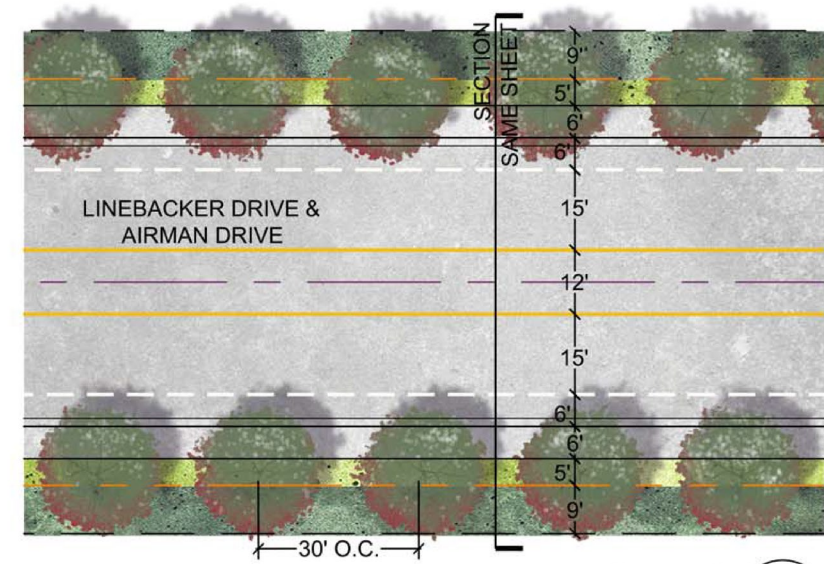 SECTION
SAME SHEET
9'
5'
6'
6'
15'
12'
15'
6'
6'
5'
9'
LINEBACKER DRIVE &
AIRMAN DRIVE
30' O.C.